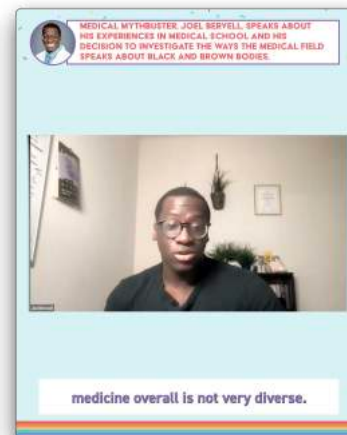 MEDICAL MYTHBUSTER, JOEL BERVELL, SPEAKS ABOUT
HIS EXPERIENCES IN MEDICAL SCHOOL AND HIS
DECISION TO INVESTIGATE THE WAYS THE MEDICAL FIELD
SPEAKS ABOUT BLACK AND BROWN BODIES.
medicine overall is not very diverse.